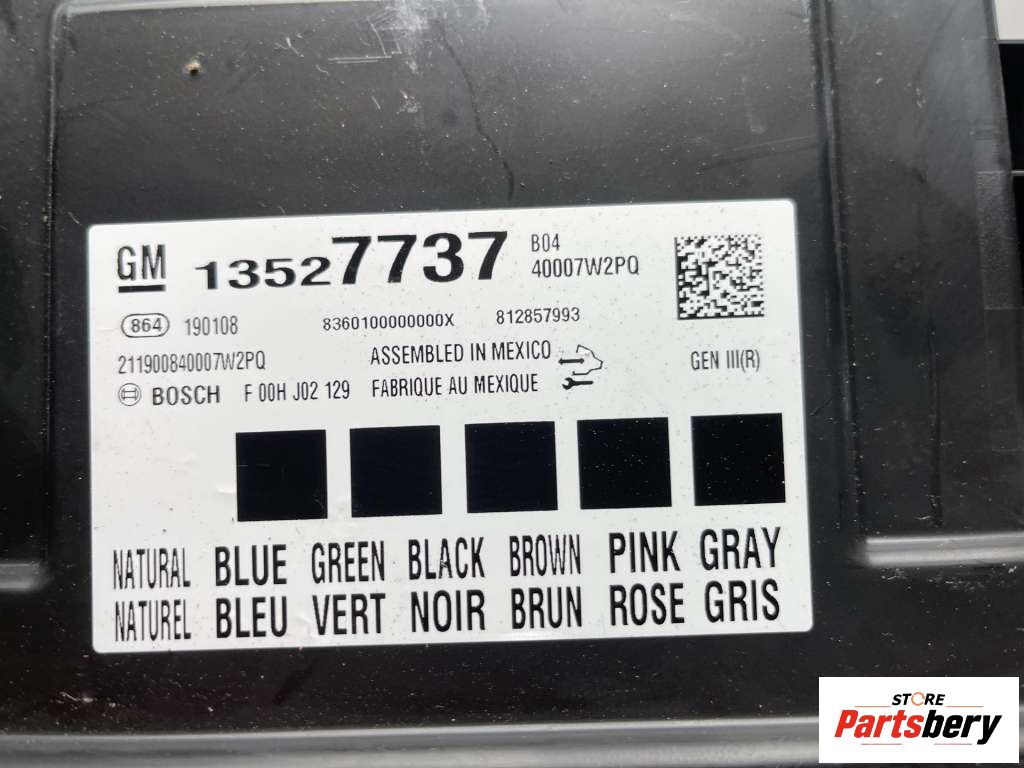 GM 13527737 B04
40007W2PQ
864 190108 8360100000000X 812857993
211900840007W2PQ ASSEMBLED IN MEXICO GEN III(R)
BOSCH F 00H J02 129 FABRIQUE AU MEXIQUE
NATURAL BLUE GREEN BLACK BROWN PINK GRAY
NATUREL BLEU VERT NOIR BRUN ROSE GRIS
STORE
Partsbery